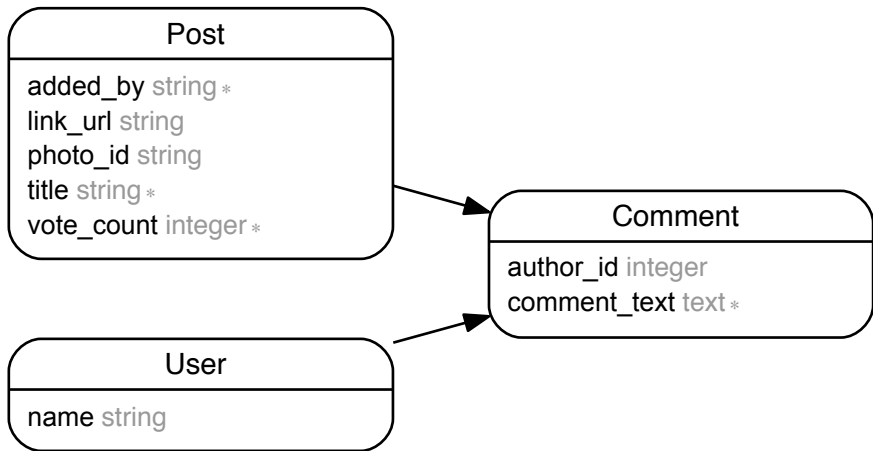 Post
added_by string *
link_url string
photo_id string
title string *
vote_count integer *
Comment
author_id integer
comment_text text *
User
name string